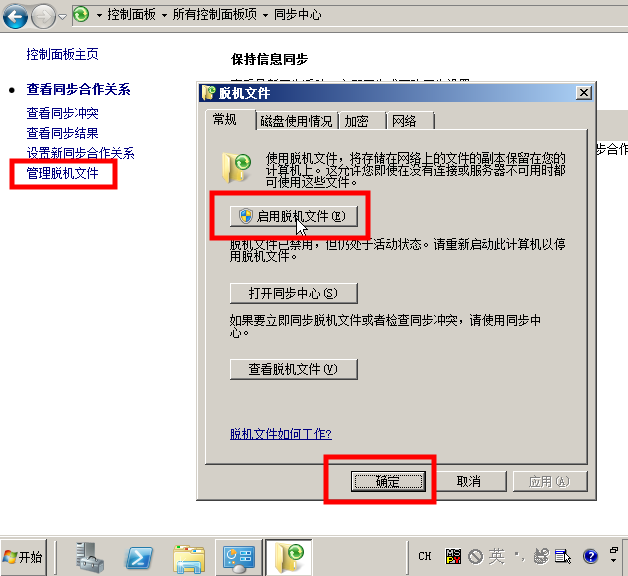 控制面板 ▸ 所有控制面板项 ▸ 同步中心
控制面板主页
查看同步合作关系
查看同步冲突
查看同步结果
设置新同步合作关系
管理脱机文件
保持信息同步
步合作
脱机文件
常规 磁盘使用情况 加密 网络
使用脱机文件，将存储在网络上的文件的副本保留在您的
计算机上。这允许您即使在没有连接或服务器不可用时都
可使用这些文件。
启用脱机文件(E)
脱机文件已禁用，但仍处于活动状态。请重新启动此计算机以停
用脱机文件。
打开同步中心(S)
如果要立即同步脱机文件或者检查同步冲突，请使用同步中
心。
查看脱机文件(V)
脱机文件如何工作?
确定 取消 应用(A)
开始 CH 英